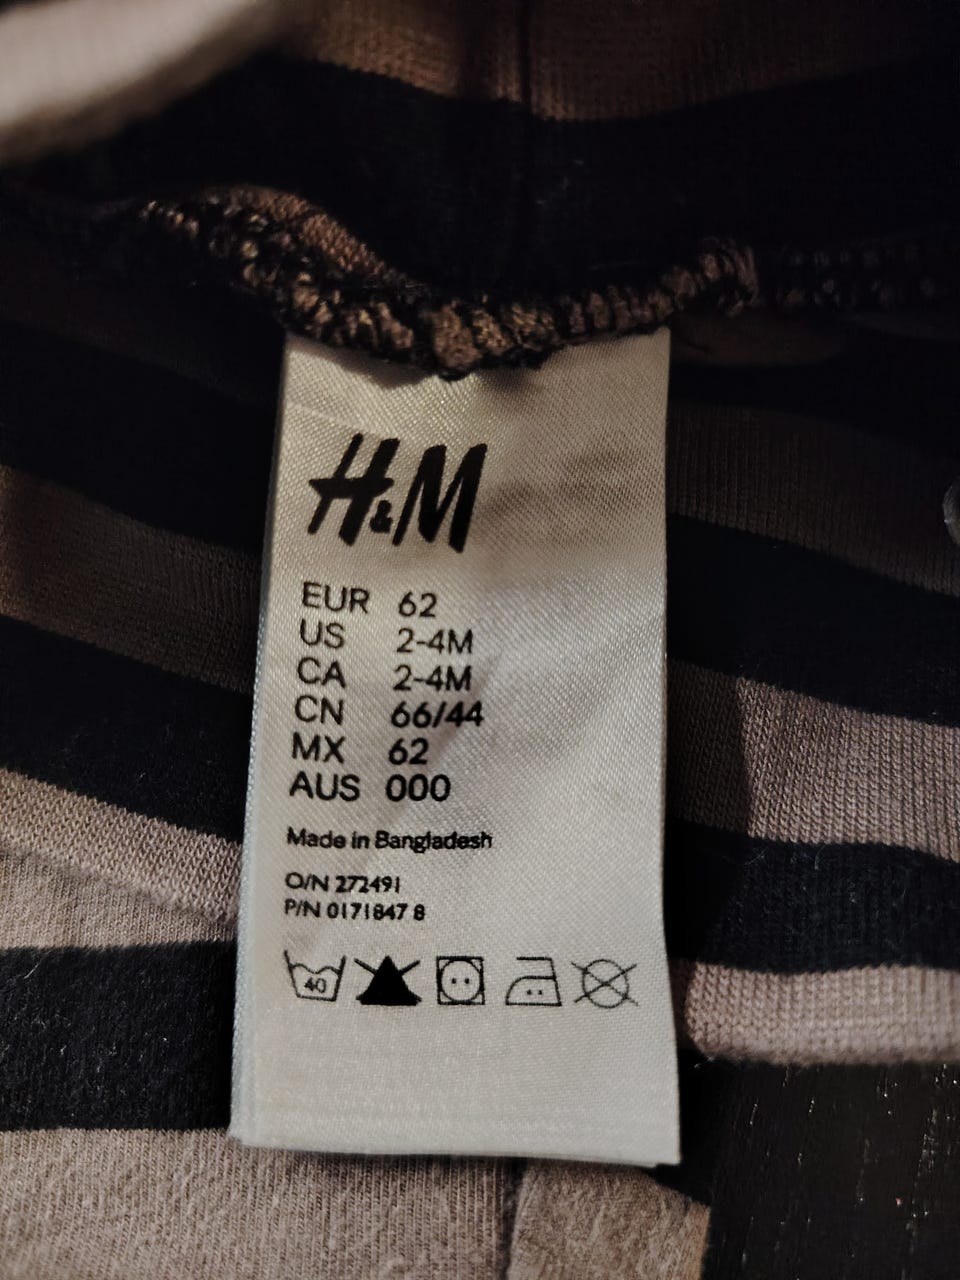 H&M
EUR 62
US 2-4M
CA 2-4M
CN 66/44
MX 62
AUS 000
Made in Bangladesh
O/N 272491
P/N 0171847 8
40